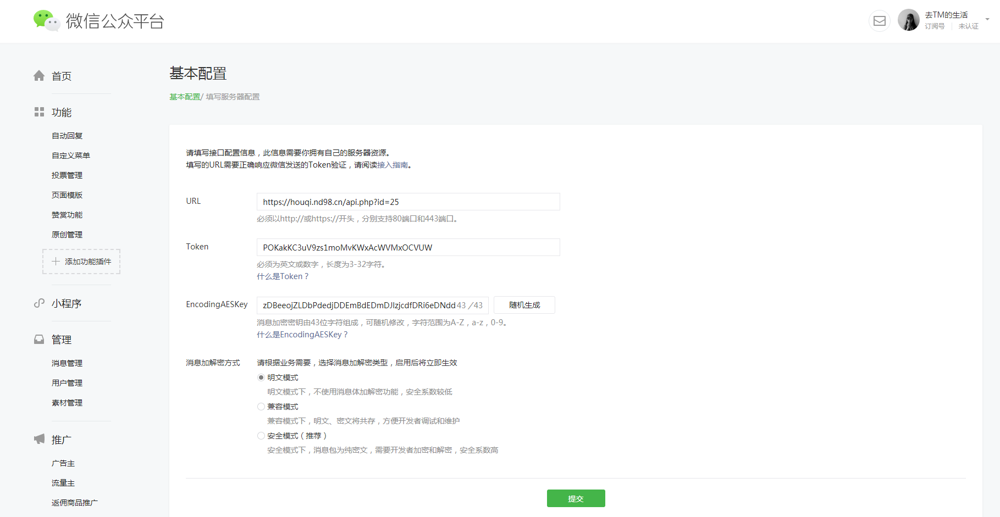 微信公众平台
去TM的生活
订阅号 未认证
首页
功能
自动回复
自定义菜单
投票管理
页面模版
赞赏功能
原创管理
添加功能插件
小程序
管理
消息管理
用户管理
素材管理
推广
广告主
流量主
返佣商品推广
基本配置
基本配置/ 填写服务器配置
请填写接口配置信息，此信息需要你拥有自己的服务器资源。
填写的URL需要正确响应微信发送的Token验证，请阅读接入指南。
URL
https://houqi.nd98.cn/api.php?id=25
必须以http://或https://开头，分别支持80端口和443端口。
Token
POKakKC3uV9zs1moMvKWxAcWVMxOCVUW
必须为英文或数字，长度为3-32字符。
什么是Token？
EncodingAESKey
zDBeeojZLDbPdedjDDEmBdEDmDJIzjcdfDRi6eDNdd 43 /43
随机生成
消息加密密钥由43位字符组成，可随机修改，字符范围为A-Z，a-z，0-9。
什么是EncodingAESKey？
消息加解密方式
请根据业务需要，选择消息加解密类型，启用后将立即生效
明文模式
明文模式下，不使用消息体加解密功能，安全系数较低
兼容模式
兼容模式下，明文、密文将共存，方便开发者调试和维护
安全模式（推荐）
安全模式下，消息包为纯密文，需要开发者加密和解密，安全系数高
提交